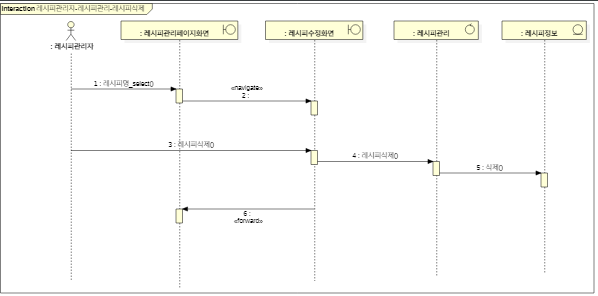 Interaction 레시피관리자-레시피관리-레시피삭제
: 레시피관리자
: 레시피관리페이지화면
: 레시피수정화면
: 레시피관리
: 레시피정보
1 : 레시피명_select()
«navigate»
2 :
3 : 레시피삭제()
4 : 레시피삭제()
5 : 삭제()
6 :
«forward»